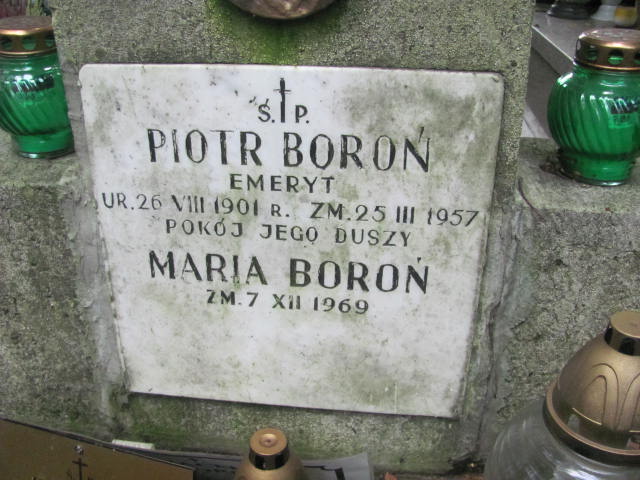 Ś. P.
PIOTR BOROŃ
EMERYT
UR. 26 VIII 1901 R. ZM. 25 III 1957
POKÓJ JEGO DUSZY
MARIA BOROŃ
ZM. 7 XII 1969